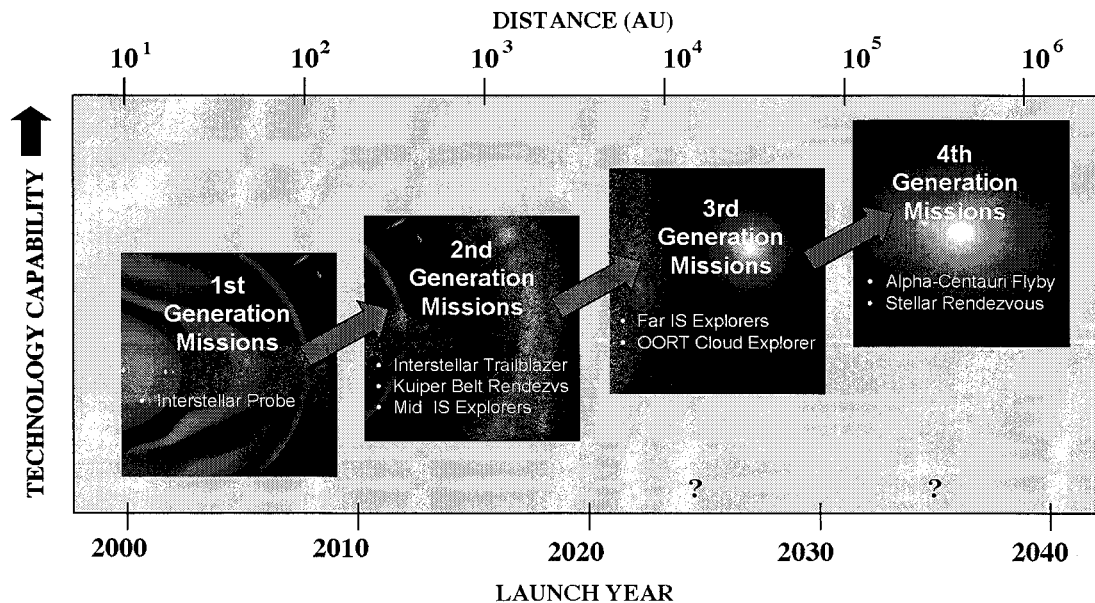 DISTANCE (AU)
10¹ 10² 10³ 10⁴ 10⁵ 10⁶
TECHNOLOGY CAPABILITY
1st
Generation
Missions
• Interstellar Probe
2nd
Generation
Missions
• Interstellar Trailblazer
• Kuiper Belt Rendezvs
• Mid IS Explorers
3rd
Generation
Missions
• Far IS Explorers
• OORT Cloud Explorer
4th
Generation
Missions
• Alpha-Centauri Flyby
• Stellar Rendezvous
? ?
2000 2010 2020 2030 2040
LAUNCH YEAR